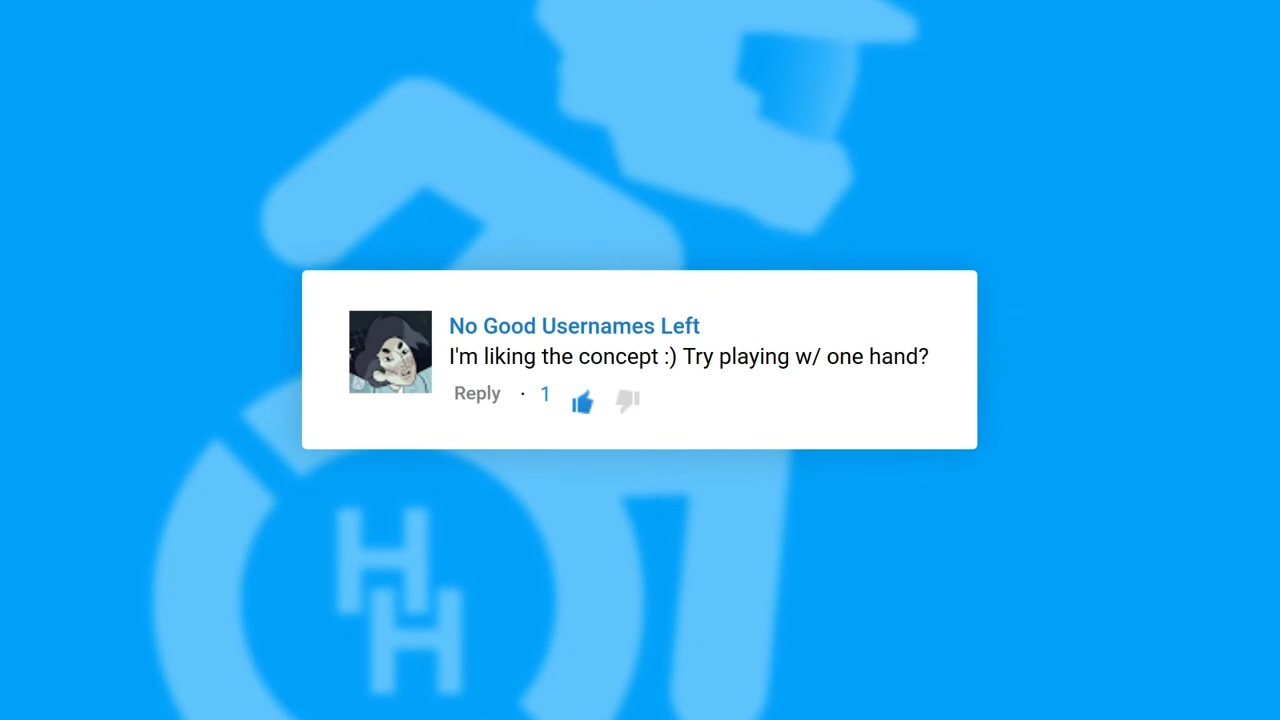 No Good Usernames Left
I'm liking the concept :) Try playing w/ one hand?
Reply · 1
H
H